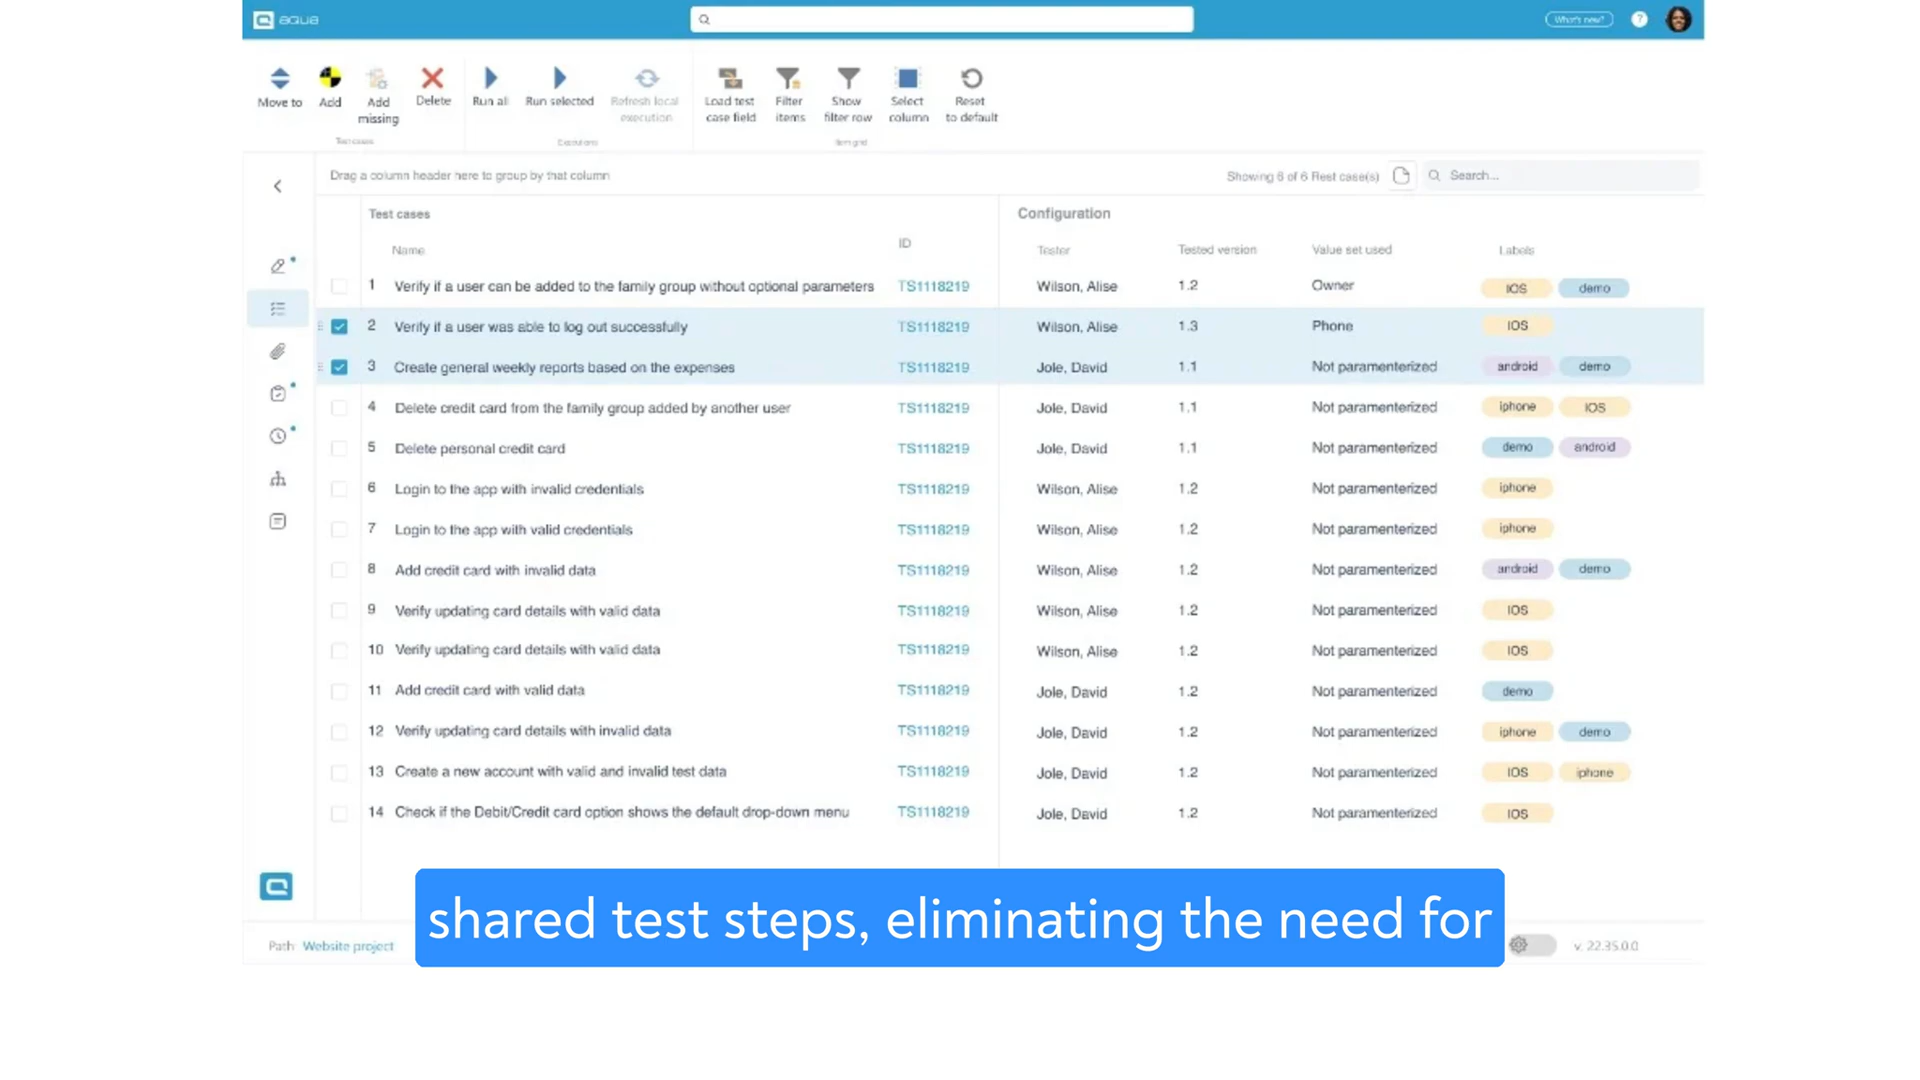 aqua
What's new?
?
Move to
Add
Add missing
Delete
Run all
Run selected
Refresh local execution
Load test case field
Filter items
Show filter row
Select column
Reset to default
Test cases
Executions
Item grid
Drag a column header here to group by that column
Showing 6 of 6 Rest case(s)
Search...
Test cases
Configuration
Name ID Tester Tested version Value set used Labels
1 Verify if a user can be added to the family group without optional parameters TS1118219 Wilson, Alise 1.2 Owner IOS demo
2 Verify if a user was able to log out successfully TS1118219 Wilson, Alise 1.3 Phone IOS
3 Create general weekly reports based on the expenses TS1118219 Jole, David 1.1 Not paramenterized android demo
4 Delete credit card from the family group added by another user TS1118219 Jole, David 1.1 Not paramenterized iphone IOS
5 Delete personal credit card TS1118219 Jole, David 1.1 Not paramenterized demo android
6 Login to the app with invalid credentials TS1118219 Wilson, Alise 1.2 Not paramenterized iphone
7 Login to the app with valid credentials TS1118219 Wilson, Alise 1.2 Not paramenterized iphone
8 Add credit card with invalid data TS1118219 Wilson, Alise 1.2 Not paramenterized android demo
9 Verify updating card details with valid data TS1118219 Wilson, Alise 1.2 Not paramenterized IOS
10 Verify updating card details with valid data TS1118219 Wilson, Alise 1.2 Not paramenterized IOS
11 Add credit card with valid data TS1118219 Jole, David 1.2 Not paramenterized demo
12 Verify updating card details with invalid data TS1118219 Jole, David 1.2 Not paramenterized iphone demo
13 Create a new account with valid and invalid test data TS1118219 Jole, David 1.2 Not paramenterized IOS iphone
14 Check if the Debit/Credit card option shows the default drop-down menu TS1118219 Jole, David 1.2 Not paramenterized IOS
shared test steps, eliminating the need for
Path: Website project
v. 22.35.0.0